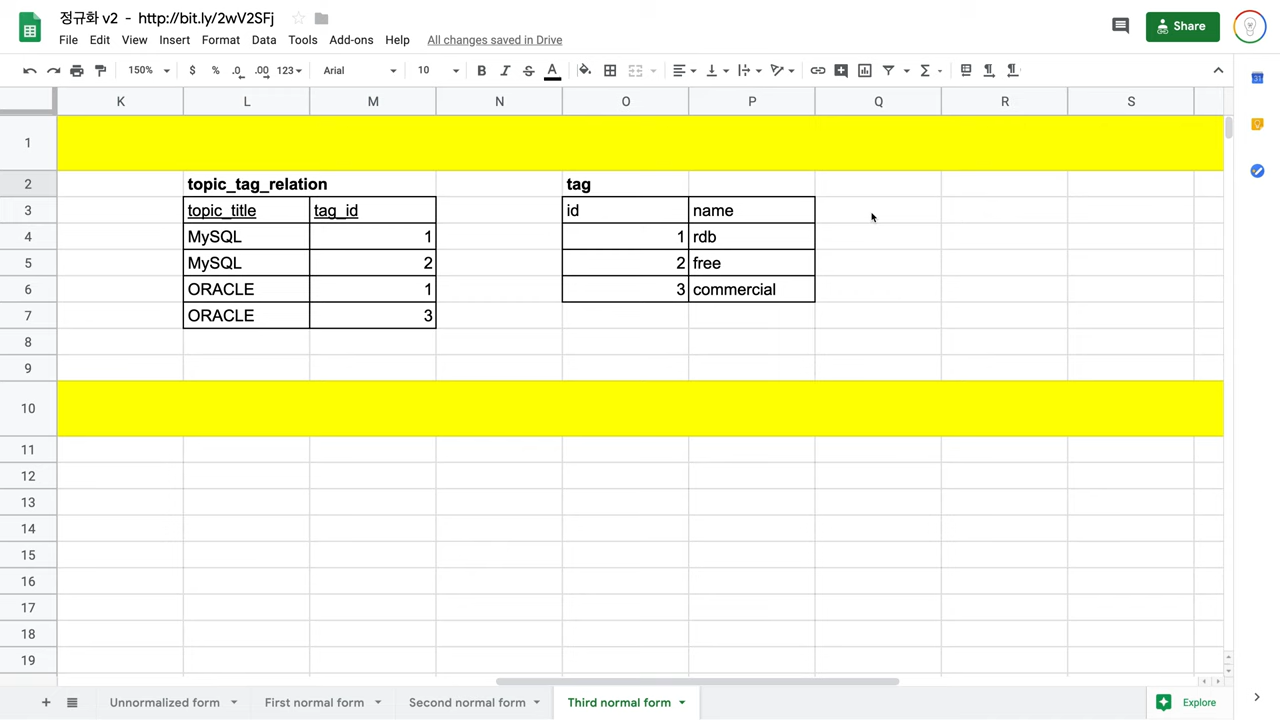 정규화 v2 - http://bit.ly/2wV2SFj
File Edit View Insert Format Data Tools Add-ons Help All changes saved in Drive
Share
150% $ % .0 .00 123 Arial 10 B I S A
K L M N O P Q R S
1
2 topic_tag_relation tag
3 topic_title tag_id id name
4 MySQL 1 1 rdb
5 MySQL 2 2 free
6 ORACLE 1 3 commercial
7 ORACLE 3
8
9
10
11
12
13
14
15
16
17
18
19
Unnormalized form First normal form Second normal form Third normal form Explore